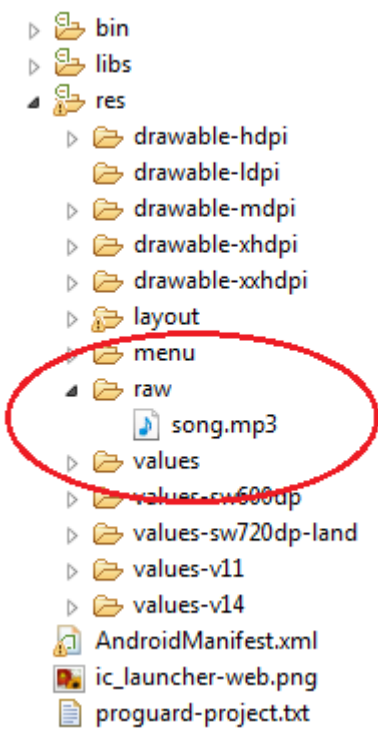 bin
libs
res
drawable-hdpi
drawable-ldpi
drawable-mdpi
drawable-xhdpi
drawable-xxhdpi
layout
menu
raw
song.mp3
values
values-sw600dp
values-sw720dp-land
values-v11
values-v14
AndroidManifest.xml
ic_launcher-web.png
proguard-project.txt